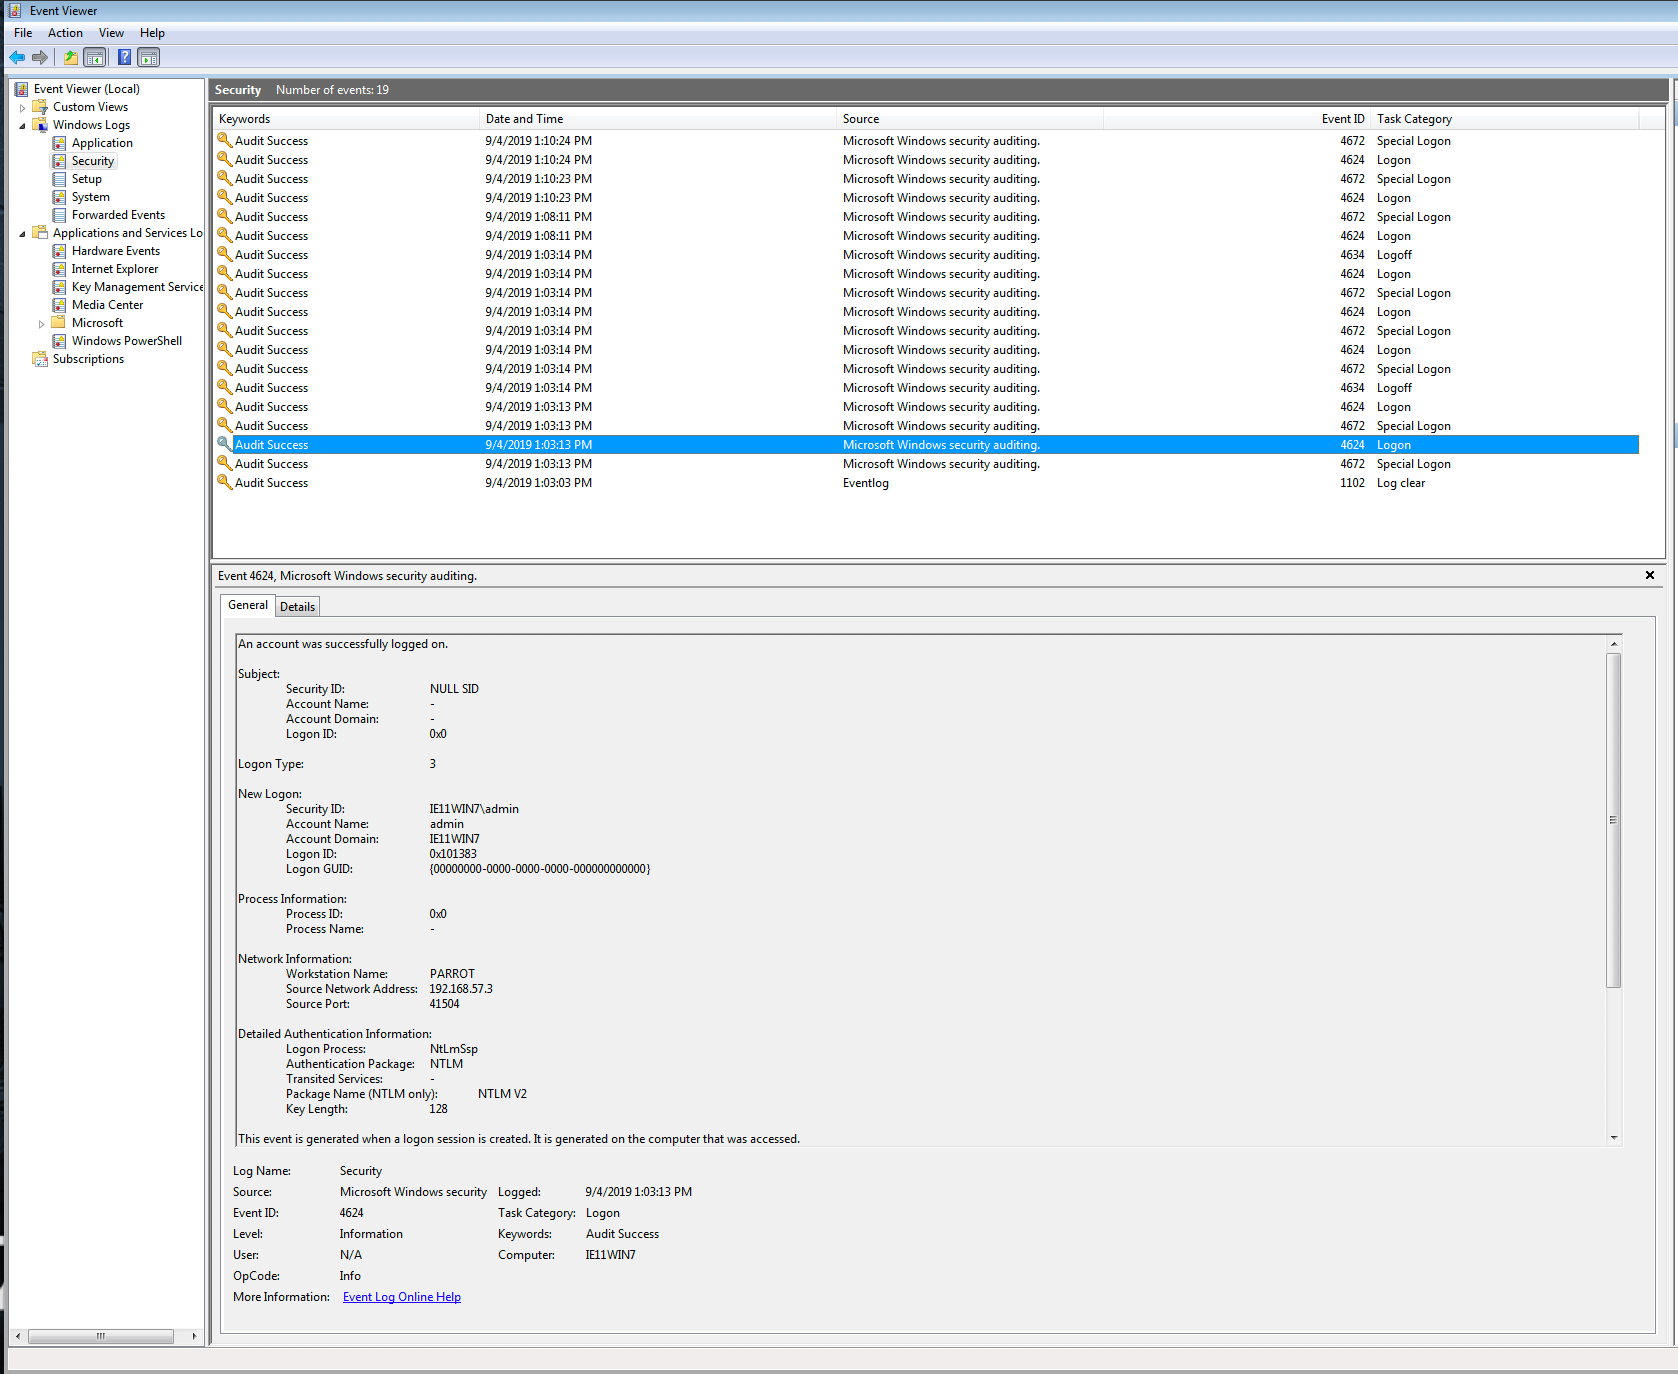 Event Viewer
File Action View Help
Event Viewer (Local)
Custom Views
Windows Logs
Application
Security
Setup
System
Forwarded Events
Applications and Services Lo
Hardware Events
Internet Explorer
Key Management Service
Media Center
Microsoft
Windows PowerShell
Subscriptions
Security Number of events: 19
Keywords Date and Time Source Event ID Task Category
Audit Success 9/4/2019 1:10:24 PM Microsoft Windows security auditing. 4672 Special Logon
Audit Success 9/4/2019 1:10:24 PM Microsoft Windows security auditing. 4624 Logon
Audit Success 9/4/2019 1:10:23 PM Microsoft Windows security auditing. 4672 Special Logon
Audit Success 9/4/2019 1:10:23 PM Microsoft Windows security auditing. 4624 Logon
Audit Success 9/4/2019 1:08:11 PM Microsoft Windows security auditing. 4672 Special Logon
Audit Success 9/4/2019 1:08:11 PM Microsoft Windows security auditing. 4624 Logon
Audit Success 9/4/2019 1:03:14 PM Microsoft Windows security auditing. 4634 Logoff
Audit Success 9/4/2019 1:03:14 PM Microsoft Windows security auditing. 4624 Logon
Audit Success 9/4/2019 1:03:14 PM Microsoft Windows security auditing. 4672 Special Logon
Audit Success 9/4/2019 1:03:14 PM Microsoft Windows security auditing. 4624 Logon
Audit Success 9/4/2019 1:03:14 PM Microsoft Windows security auditing. 4672 Special Logon
Audit Success 9/4/2019 1:03:14 PM Microsoft Windows security auditing. 4624 Logon
Audit Success 9/4/2019 1:03:14 PM Microsoft Windows security auditing. 4672 Special Logon
Audit Success 9/4/2019 1:03:14 PM Microsoft Windows security auditing. 4634 Logoff
Audit Success 9/4/2019 1:03:13 PM Microsoft Windows security auditing. 4624 Logon
Audit Success 9/4/2019 1:03:13 PM Microsoft Windows security auditing. 4672 Special Logon
Audit Success 9/4/2019 1:03:13 PM Microsoft Windows security auditing. 4624 Logon
Audit Success 9/4/2019 1:03:13 PM Microsoft Windows security auditing. 4672 Special Logon
Audit Success 9/4/2019 1:03:03 PM Eventlog 1102 Log clear
Event 4624, Microsoft Windows security auditing.
General Details
An account was successfully logged on.
Subject:
Security ID: NULL SID
Account Name: -
Account Domain: -
Logon ID: 0x0
Logon Type: 3
New Logon:
Security ID: IE11WIN7\admin
Account Name: admin
Account Domain: IE11WIN7
Logon ID: 0x101383
Logon GUID: {00000000-0000-0000-0000-000000000000}
Process Information:
Process ID: 0x0
Process Name: -
Network Information:
Workstation Name: PARROT
Source Network Address: 192.168.57.3
Source Port: 41504
Detailed Authentication Information:
Logon Process: NtLmSsp
Authentication Package: NTLM
Transited Services: -
Package Name (NTLM only): NTLM V2
Key Length: 128
This event is generated when a logon session is created. It is generated on the computer that was accessed.
Log Name: Security
Source: Microsoft Windows security Logged: 9/4/2019 1:03:13 PM
Event ID: 4624 Task Category: Logon
Level: Information Keywords: Audit Success
User: N/A Computer: IE11WIN7
OpCode: Info
More Information: Event Log Online Help